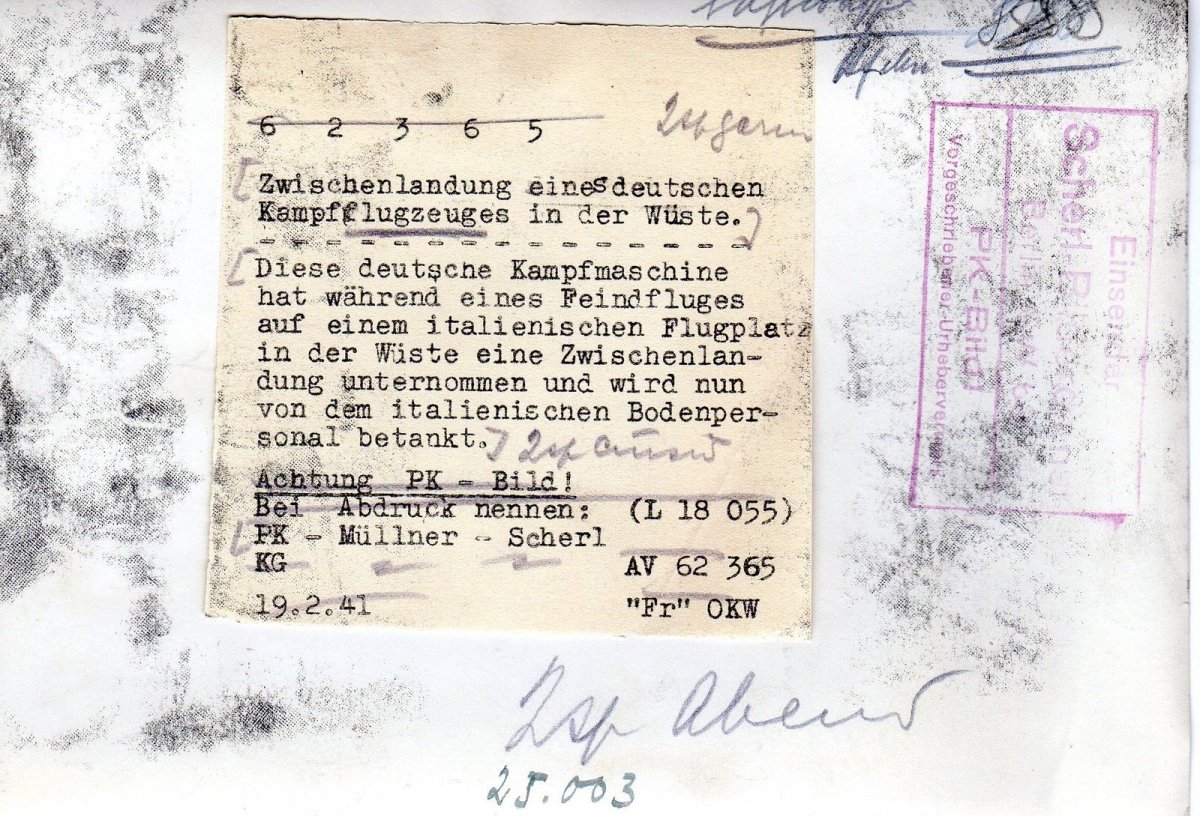 6 2 3 6 5
Zwischenlandung eines deutschen
Kampfflugzeuges in der Wüste.
Diese deutsche Kampfmaschine
hat während eines Feindfluges
auf einem italienischen Flugplatz
in der Wüste eine Zwischenlan-
dung unternommen und wird nun
von dem italienischen Bodenper-
sonal betankt.
Achtung PK - Bild!
Bei Abdruck nennen: (L 18 055)
PK - Müllner - Scherl
KG AV 62 365
19.2.41 "Fr" OKW
2sp Abend
25.003
Einsender
PK-Bild
Vorgeschriebener